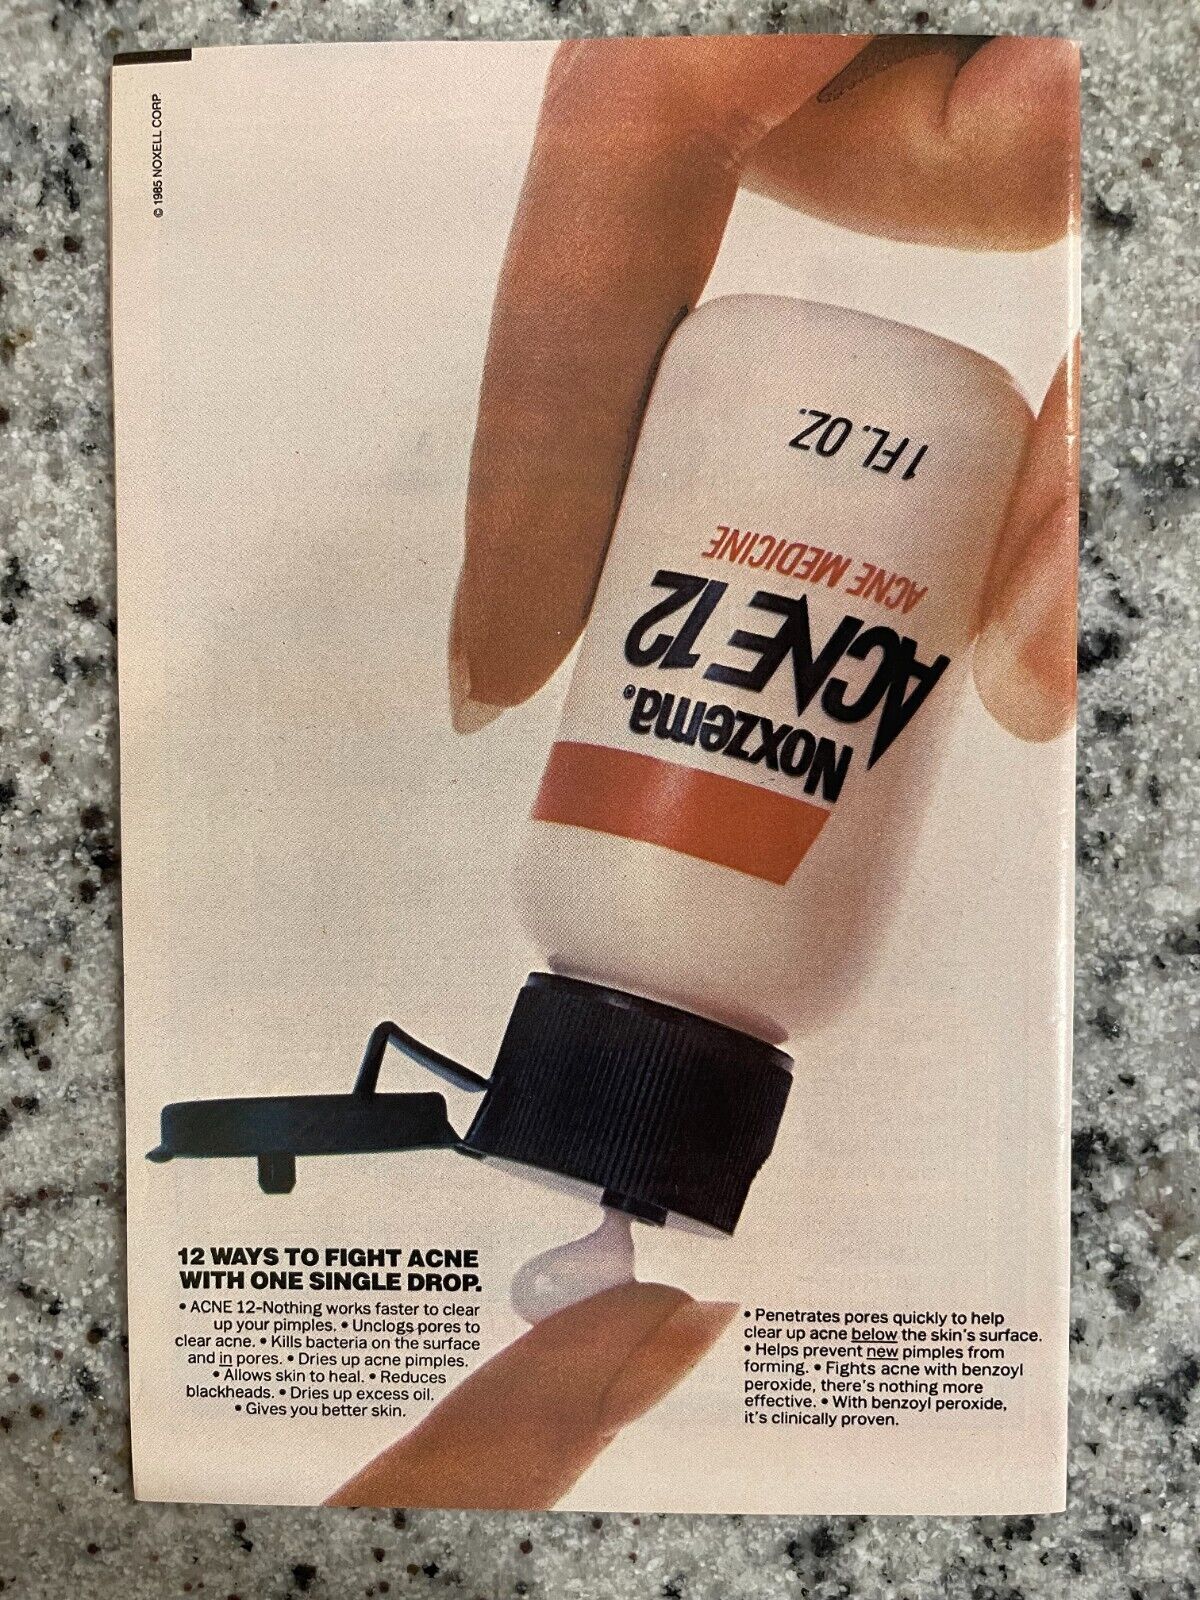 © 1985 NOXELL CORP
1 FL. OZ.
ACNE MEDICINE
ACNE 12
Noxzema®
12 WAYS TO FIGHT ACNE
WITH ONE SINGLE DROP.
• ACNE 12-Nothing works faster to clear
up your pimples. • Unclogs pores to
clear acne. • Kills bacteria on the surface
and in pores. • Dries up acne pimples.
• Allows skin to heal. • Reduces
blackheads. • Dries up excess oil.
• Gives you better skin.
• Penetrates pores quickly to help
clear up acne below the skin's surface.
• Helps prevent new pimples from
forming. • Fights acne with benzoyl
peroxide, there's nothing more
effective. • With benzoyl peroxide,
it's clinically proven.